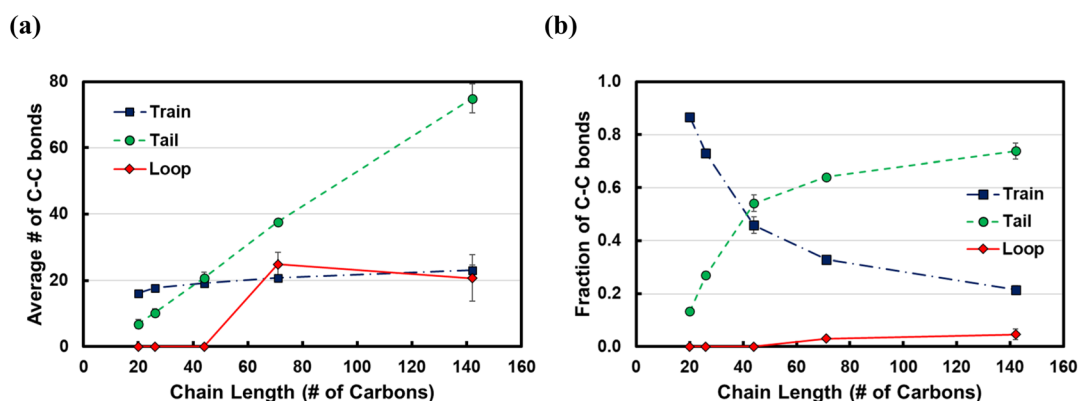 (a)
Average # of C-C bonds
80
60
40
20
0
Train
Tail
Loop
0 20 40 60 80 100 120 140 160
Chain Length (# of Carbons)
(b)
Fraction of C-C bonds
1.0
0.8
0.6
0.4
0.2
0.0
Train
Tail
Loop
0 20 40 60 80 100 120 140 160
Chain Length (# of Carbons)